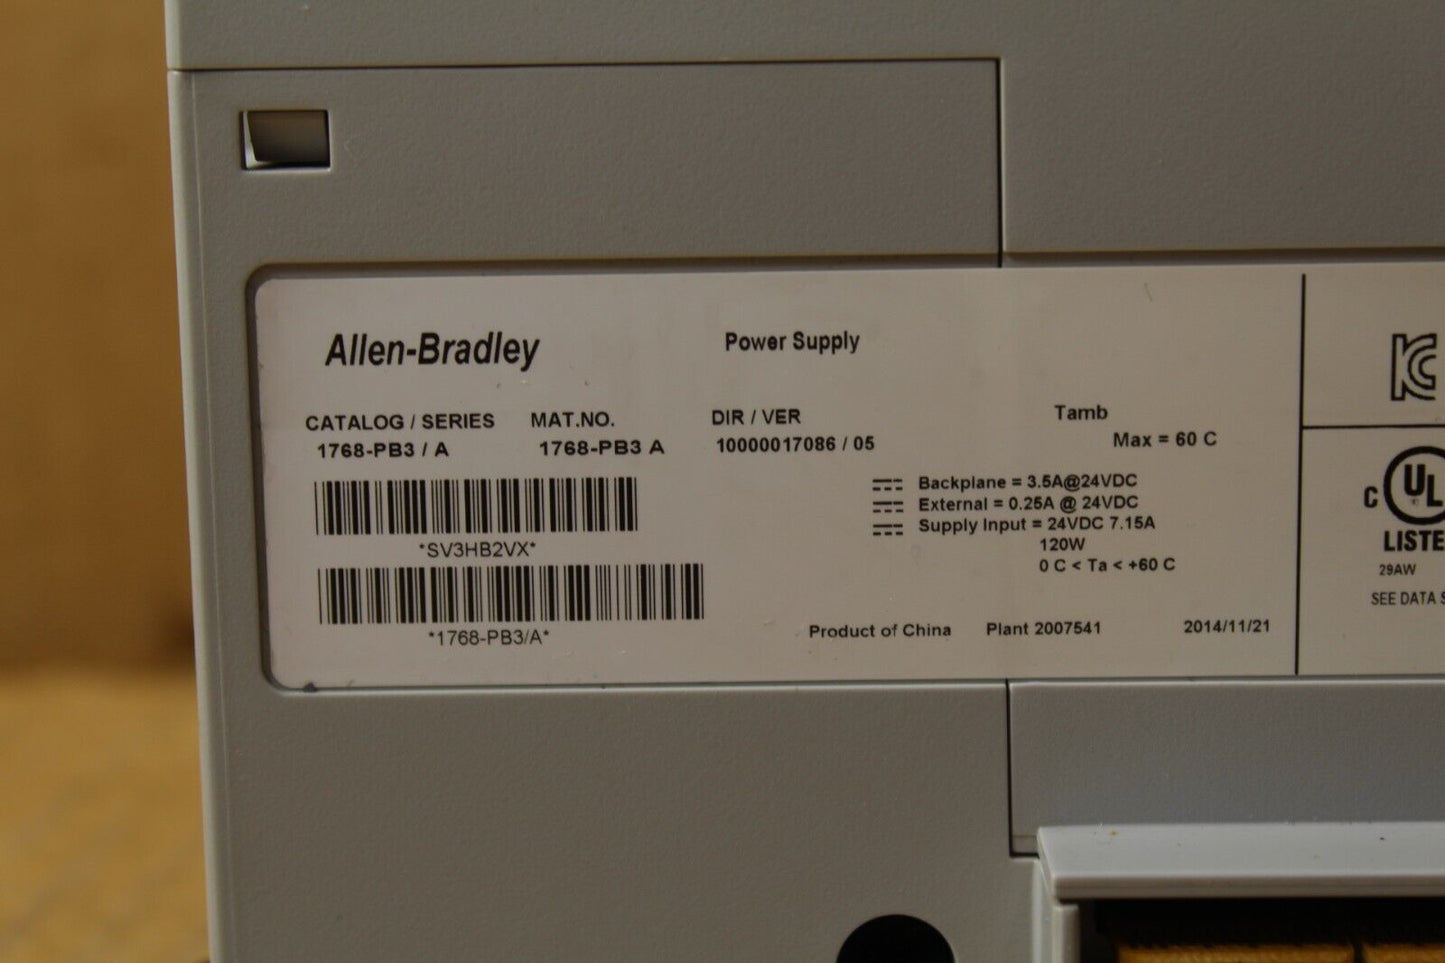 Allen-Bradley
Power Supply
CATALOG / SERIES MAT.NO. DIR / VER
1768-PB3 / A 1768-PB3 A 10000017086 / 05
Tamb
Max = 60 C
Backplane = 3.5A@24VDC
External = 0.25A @ 24VDC
Supply Input = 24VDC 7.15A
120W
0 C < Ta < +60 C
*SV3HB2VX*
*1768-PB3/A*
Product of China Plant 2007541 2014/11/21
KC
C UL
LISTE
29AW
SEE DATA S